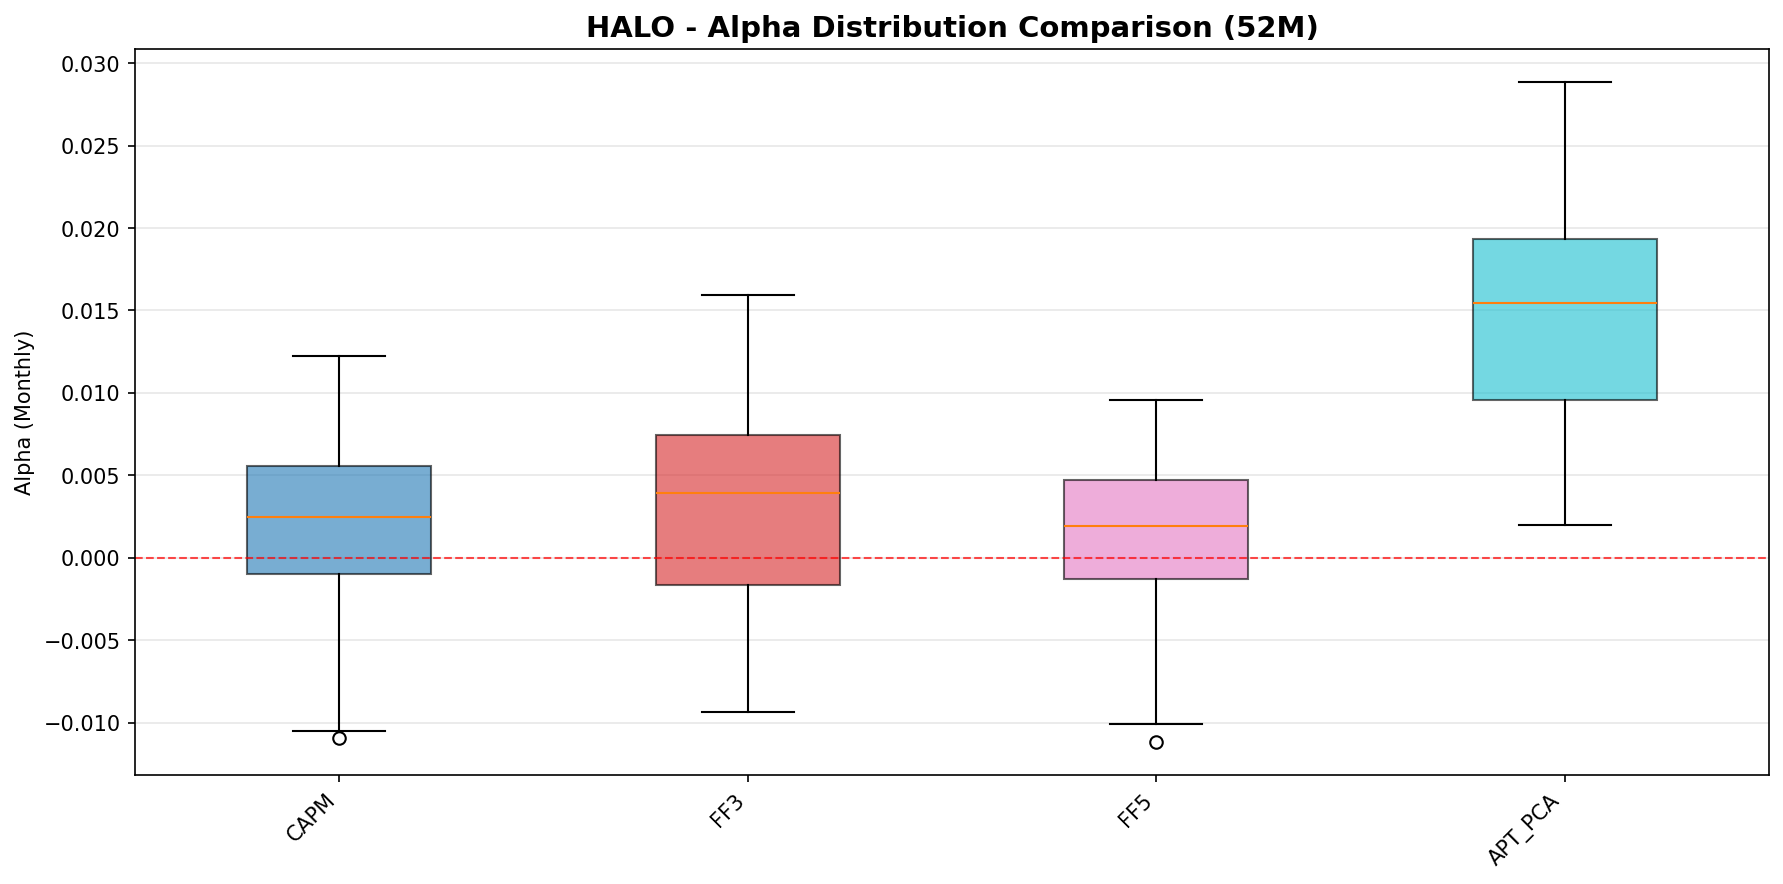 HALO - Alpha Distribution Comparison (52M)
Alpha (Monthly)
0.030
0.025
0.020
0.015
0.010
0.005
0.000
−0.005
−0.010
CAPM
FF3
FF5
APT_PCA